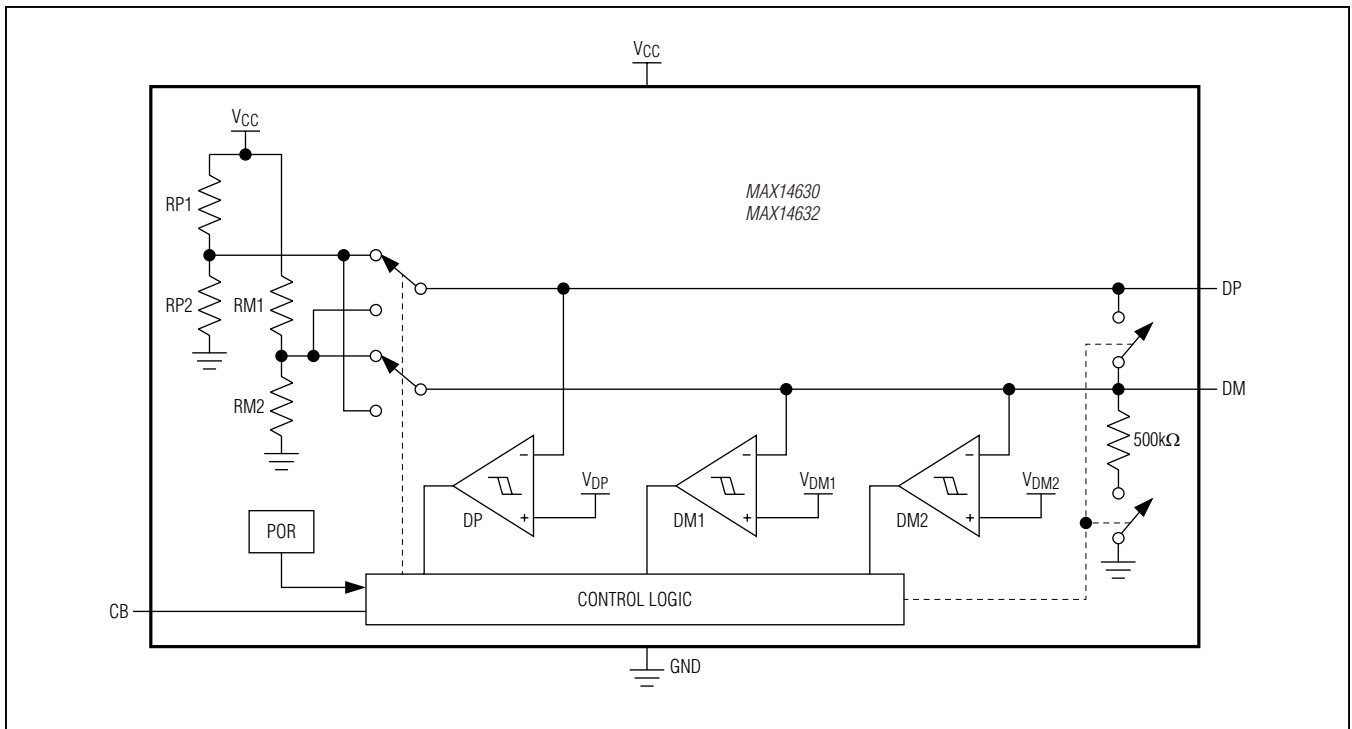 VCC
VCC
MAX14630
MAX14632
RP1
RP2
RM1
DP
RM2
DM
500kΩ
−
−
−
VDP
VDM1
VDM2
DP
+
DM1
+
DM2
+
POR
CB
CONTROL LOGIC
GND